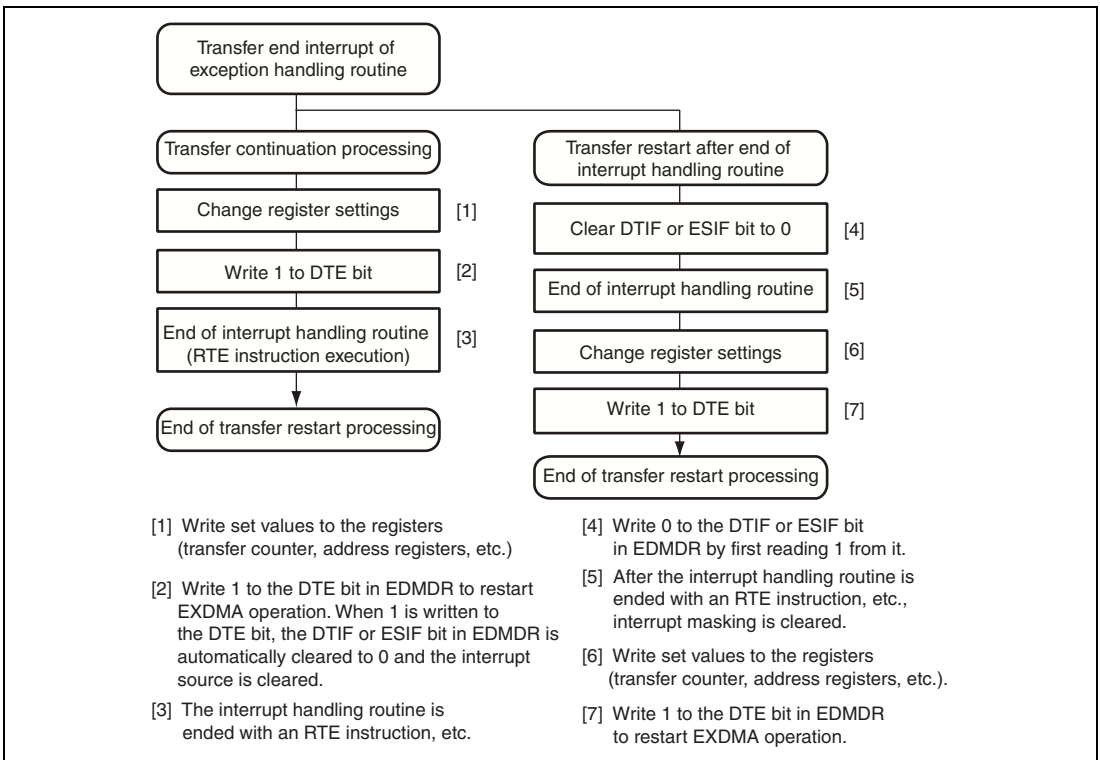 Transfer end interrupt of
exception handling routine
Transfer continuation processing
Change register settings
[1]
Write 1 to DTE bit
[2]
End of interrupt handling routine
(RTE instruction execution)
[3]
End of transfer restart processing
Transfer restart after end of
interrupt handling routine
Clear DTIF or ESIF bit to 0
[4]
End of interrupt handling routine
[5]
Change register settings
[6]
Write 1 to DTE bit
[7]
End of transfer restart processing
[1] Write set values to the registers
(transfer counter, address registers, etc.)
[2] Write 1 to the DTE bit in EDMDR to restart
EXDMA operation. When 1 is written to
the DTE bit, the DTIF or ESIF bit in EDMDR is
automatically cleared to 0 and the interrupt
source is cleared.
[3] The interrupt handling routine is
ended with an RTE instruction, etc.
[4] Write 0 to the DTIF or ESIF bit
in EDMDR by first reading 1 from it.
[5] After the interrupt handling routine is
ended with an RTE instruction, etc.,
interrupt masking is cleared.
[6] Write set values to the registers
(transfer counter, address registers, etc.).
[7] Write 1 to the DTE bit in EDMDR
to restart EXDMA operation.